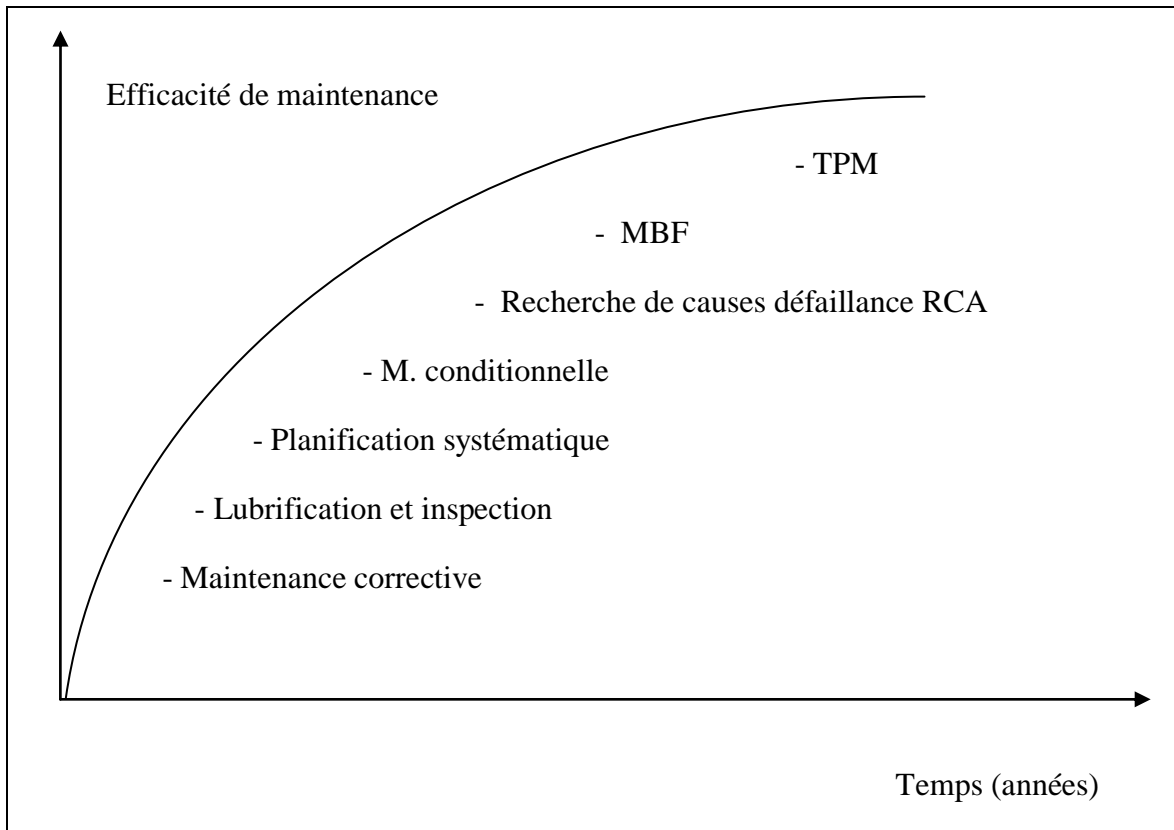 Efficacité de maintenance
- TPM
- MBF
- Recherche de causes défaillance RCA
- M. conditionnelle
- Planification systématique
- Lubrification et inspection
- Maintenance corrective
Temps (années)